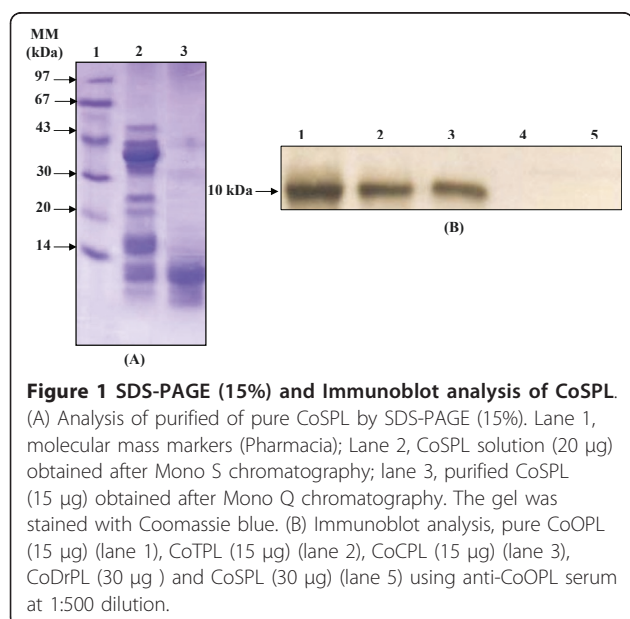 MM
(kDa)
1
2
3
97
67
43
30
20
14
(A)
1
2
3
4
5
10 kDa
(B)
Figure 1 SDS-PAGE (15%) and Immunoblot analysis of CoSPL.
(A) Analysis of purified of pure CoSPL by SDS-PAGE (15%). Lane 1,
molecular mass markers (Pharmacia); Lane 2, CoSPL solution (20 μg)
obtained after Mono S chromatography; lane 3, purified CoSPL
(15 μg) obtained after Mono Q chromatography. The gel was
stained with Coomassie blue. (B) Immunoblot analysis, pure CoOPL
(15 μg) (lane 1), CoTPL (15 μg) (lane 2), CoCPL (15 μg) (lane 3),
CoDrPL (30 μg ) and CoSPL (30 μg) (lane 5) using anti-CoOPL serum
at 1:500 dilution.